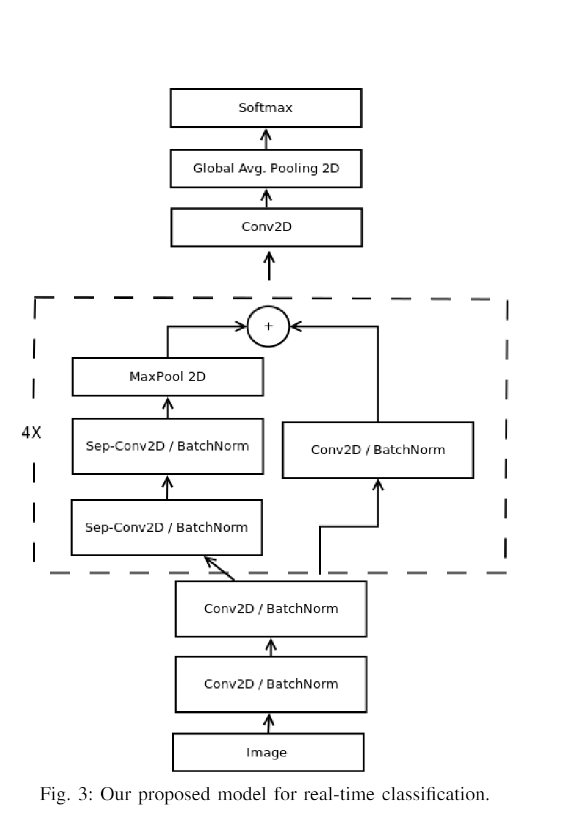 Softmax
Global Avg. Pooling 2D
Conv2D
+
MaxPool 2D
4X
Sep-Conv2D / BatchNorm
Conv2D / BatchNorm
Sep-Conv2D / BatchNorm
Conv2D / BatchNorm
Conv2D / BatchNorm
Image
Fig. 3: Our proposed model for real-time classification.